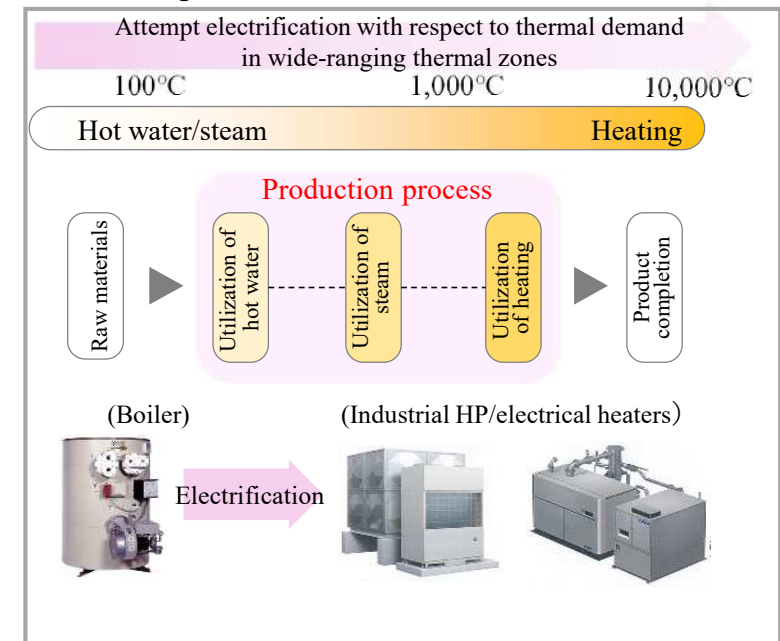 Attempt electrification with respect to thermal demand
in wide-ranging thermal zones
100°C 1,000°C 10,000°C
Hot water/steam Heating
Production process
Raw materials
Utilization of
hot water
Utilization of
steam
Utilization
of heating
Product
completion
(Boiler) (Industrial HP/electrical heaters）
Electrification